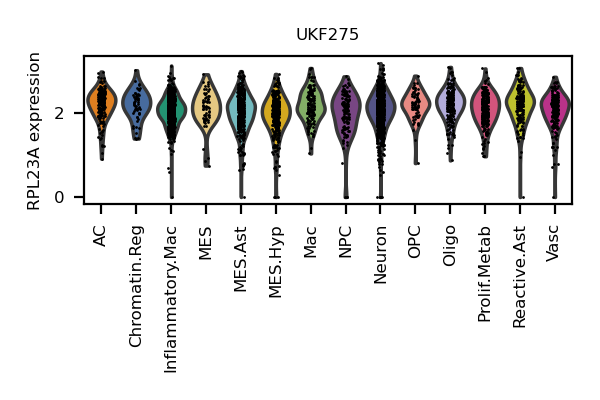 UKF275
RPL23A expression
2
0
AC
Chromatin.Reg
Inflammatory.Mac
MES
MES.Ast
MES.Hyp
Mac
NPC
Neuron
OPC
Oligo
Prolif.Metab
Reactive.Ast
Vasc